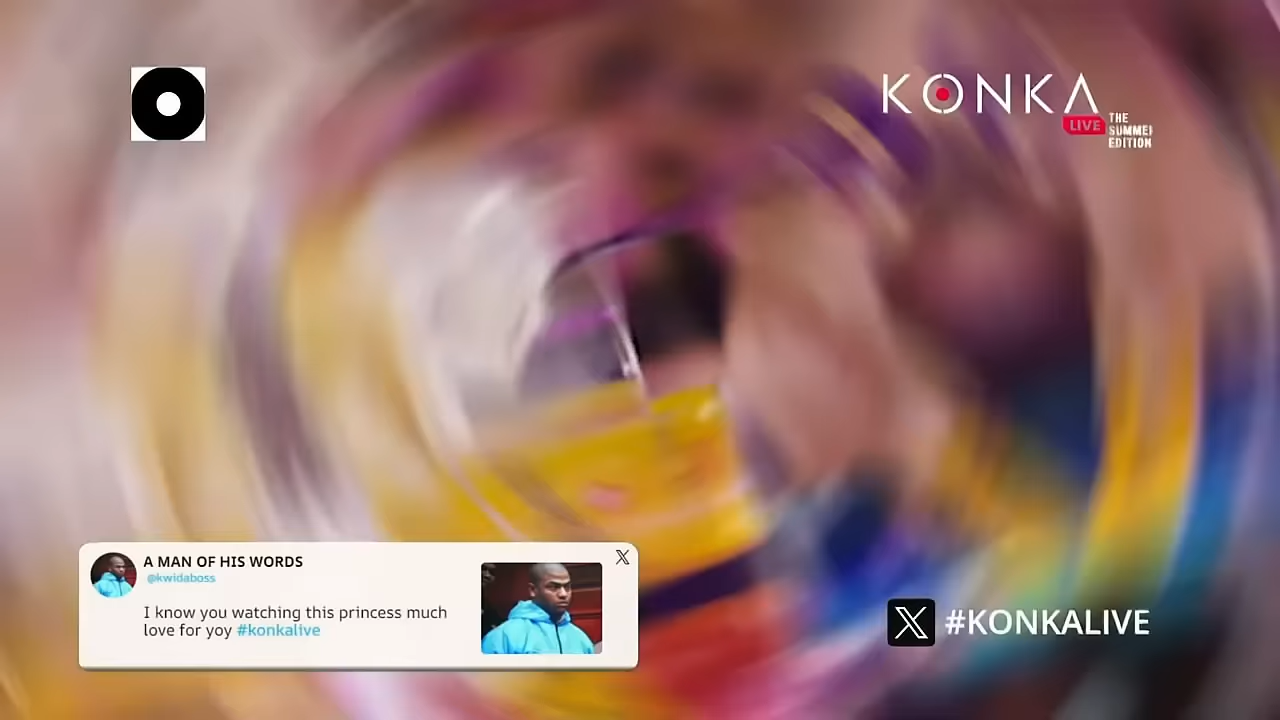 KONKA
LIVE
THE
SUMMER
EDITION
A MAN OF HIS WORDS
@kwidaboss
I know you watching this princess much
love for yoy #konkalive
#KONKALIVE